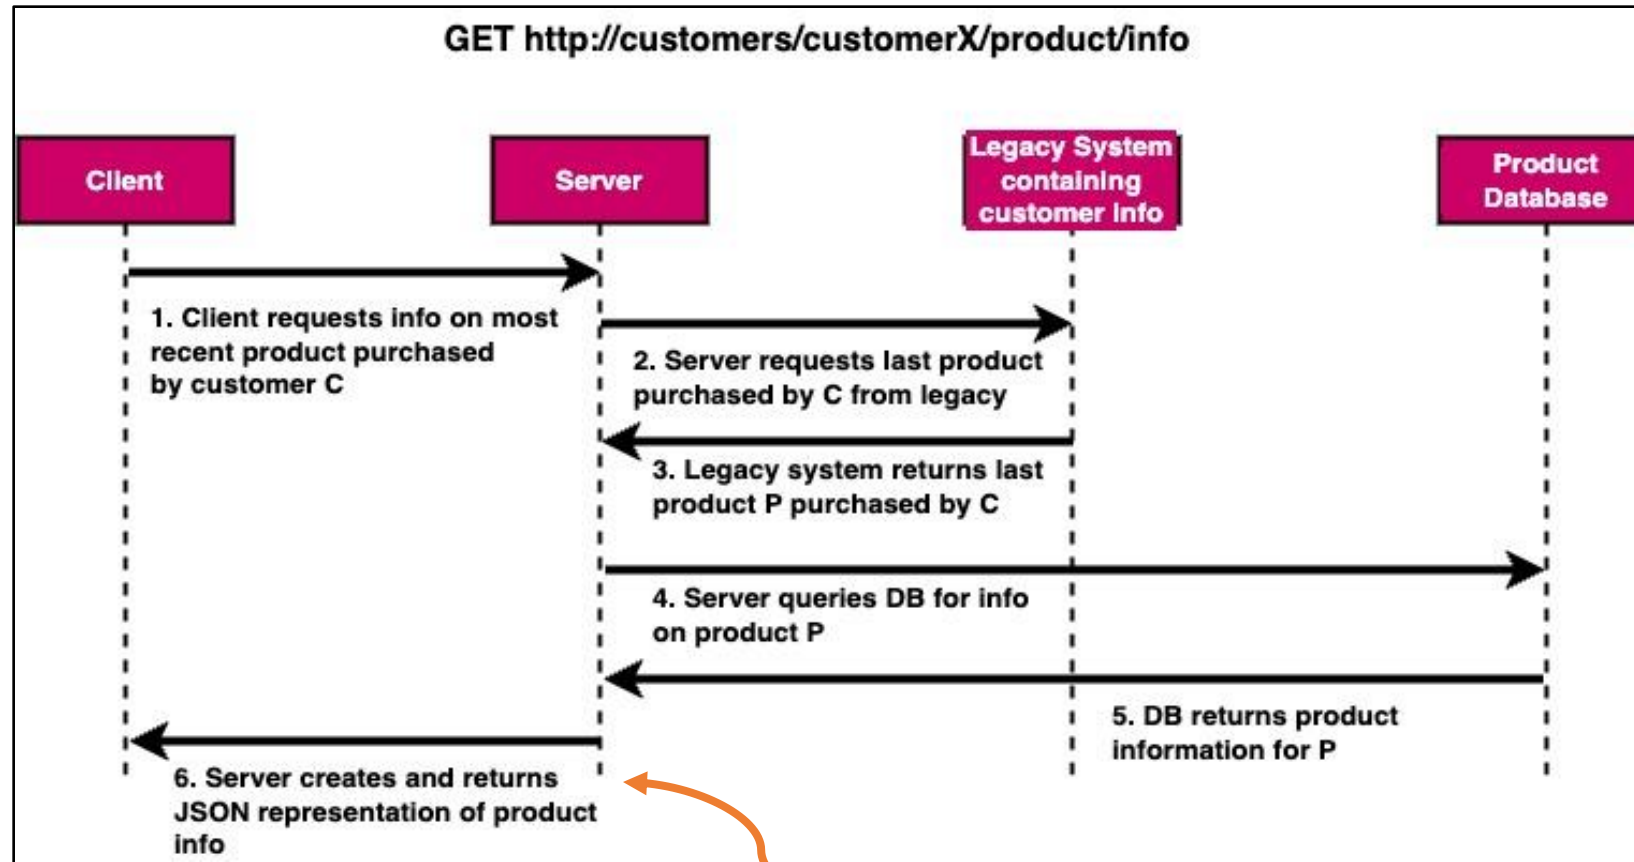 GET http://customers/customerX/product/info
Client
Server
Legacy System
containing
customer info
Product
Database
1. Client requests info on most
recent product purchased
by customer C
2. Server requests last product
purchased by C from legacy
3. Legacy system returns last
product P purchased by C
4. Server queries DB for info
on product P
5. DB returns product
information for P
6. Server creates and returns
JSON representation of product
info